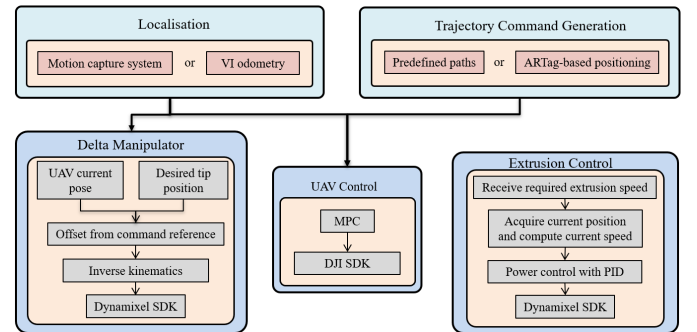 Localisation
Motion capture system
or
VI odometry
Trajectory Command Generation
Predefined paths
or
ARTag-based positioning
Delta Manipulator
UAV current
pose
Desired tip
position
Offset from command reference
Inverse kinematics
Dynamixel SDK
UAV Control
MPC
DJI SDK
Extrusion Control
Receive required extrusion speed
Acquire current position
and compute current speed
Power control with PID
Dynamixel SDK